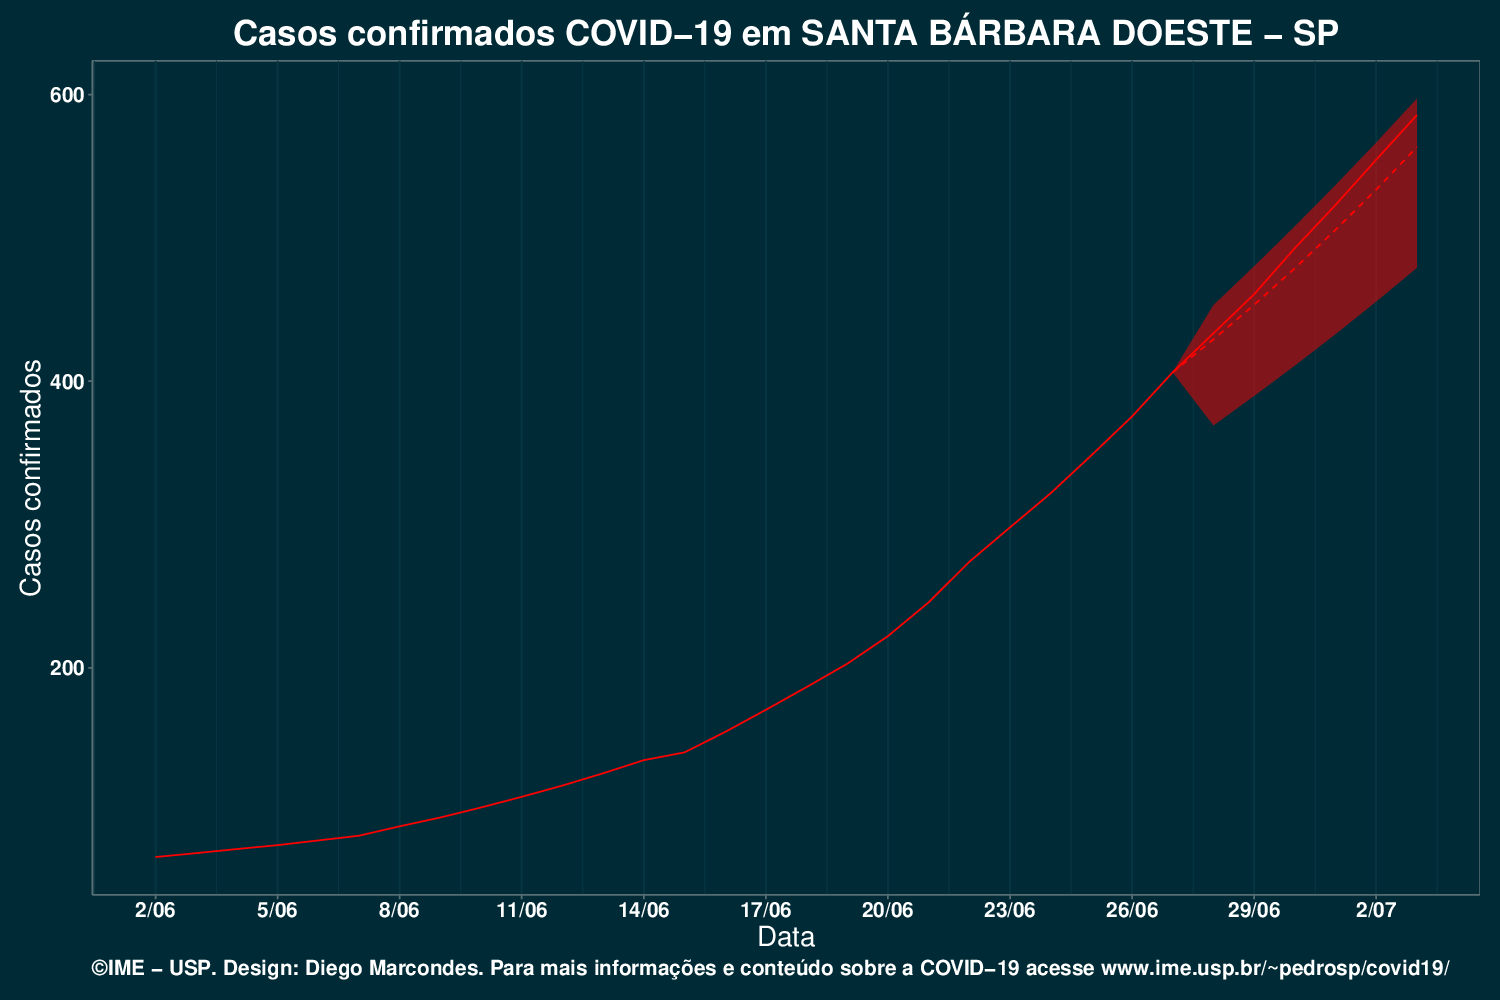 Casos confirmados COVID−19 em SANTA BÁRBARA DOESTE − SP
600
400
200
Casos confirmados
2/06 5/06 8/06 11/06 14/06 17/06 20/06 23/06 26/06 29/06 2/07
Data
©IME − USP. Design: Diego Marcondes. Para mais informações e conteúdo sobre a COVID−19 acesse www.ime.usp.br/~pedrosp/covid19/